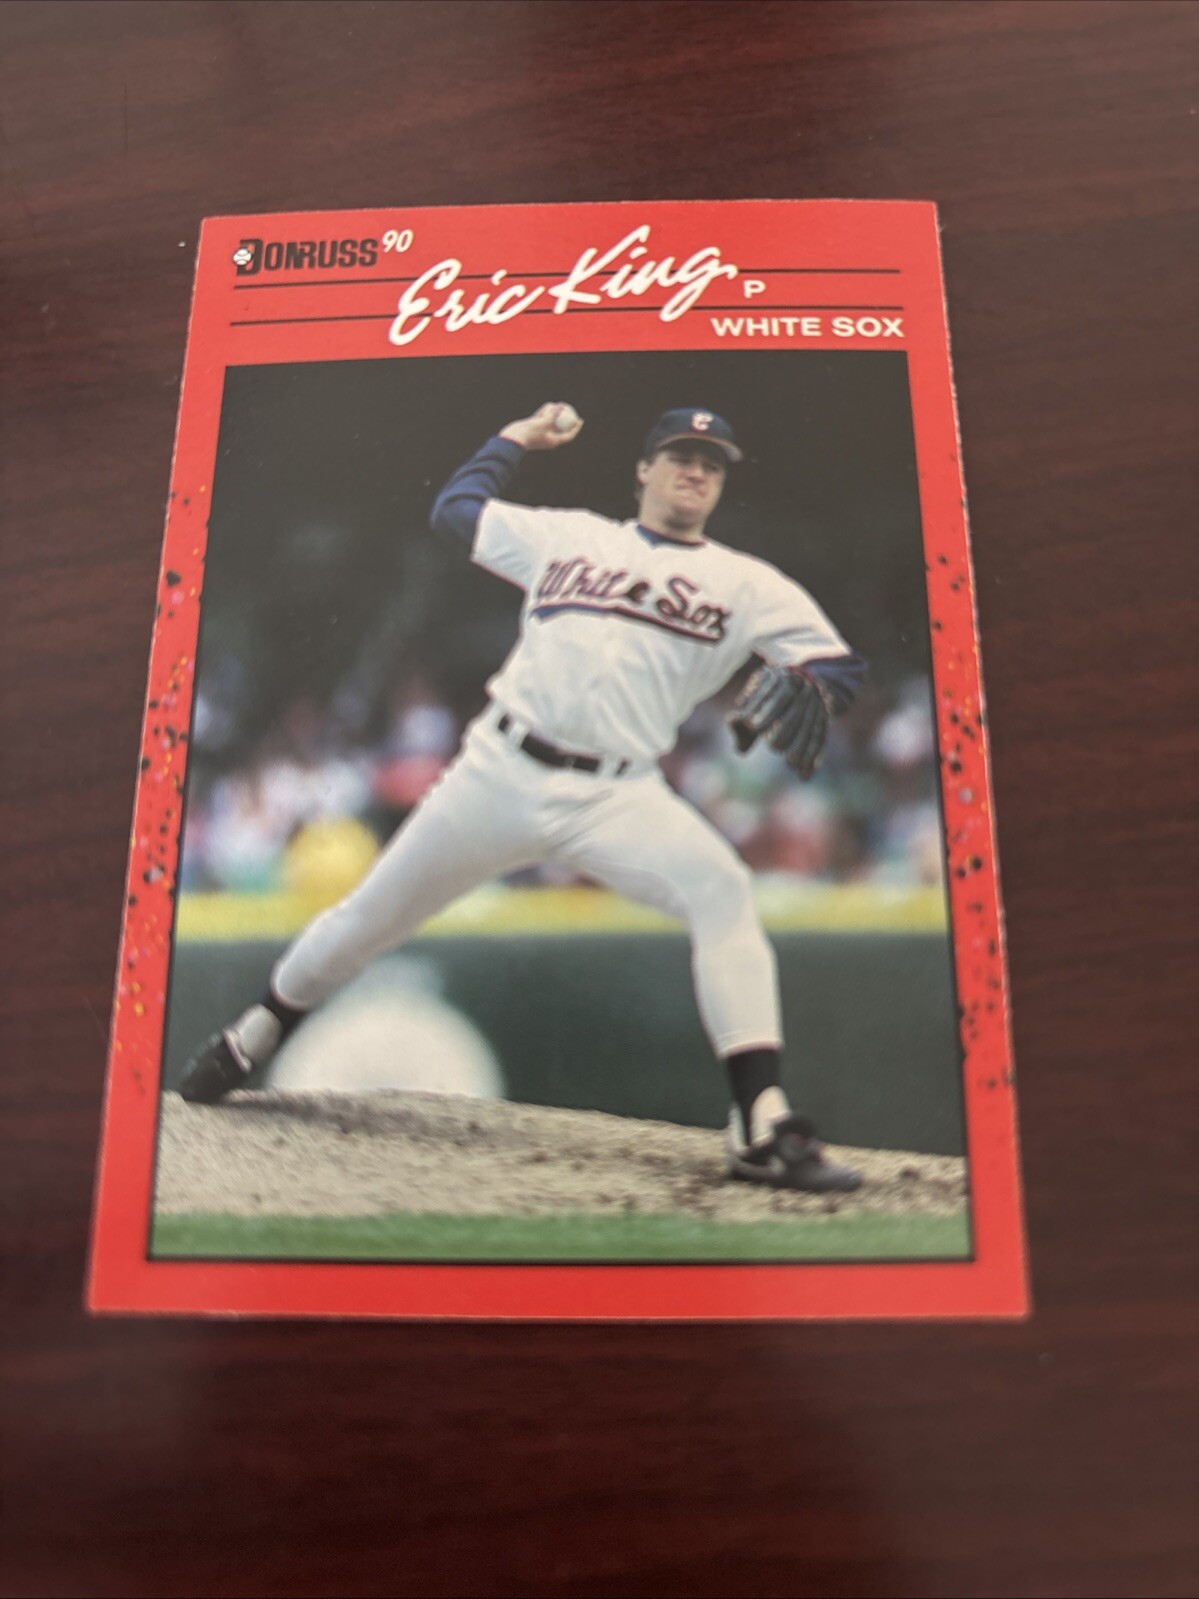 DONRUSS 90
Eric King P
WHITE SOX
C
White Sox